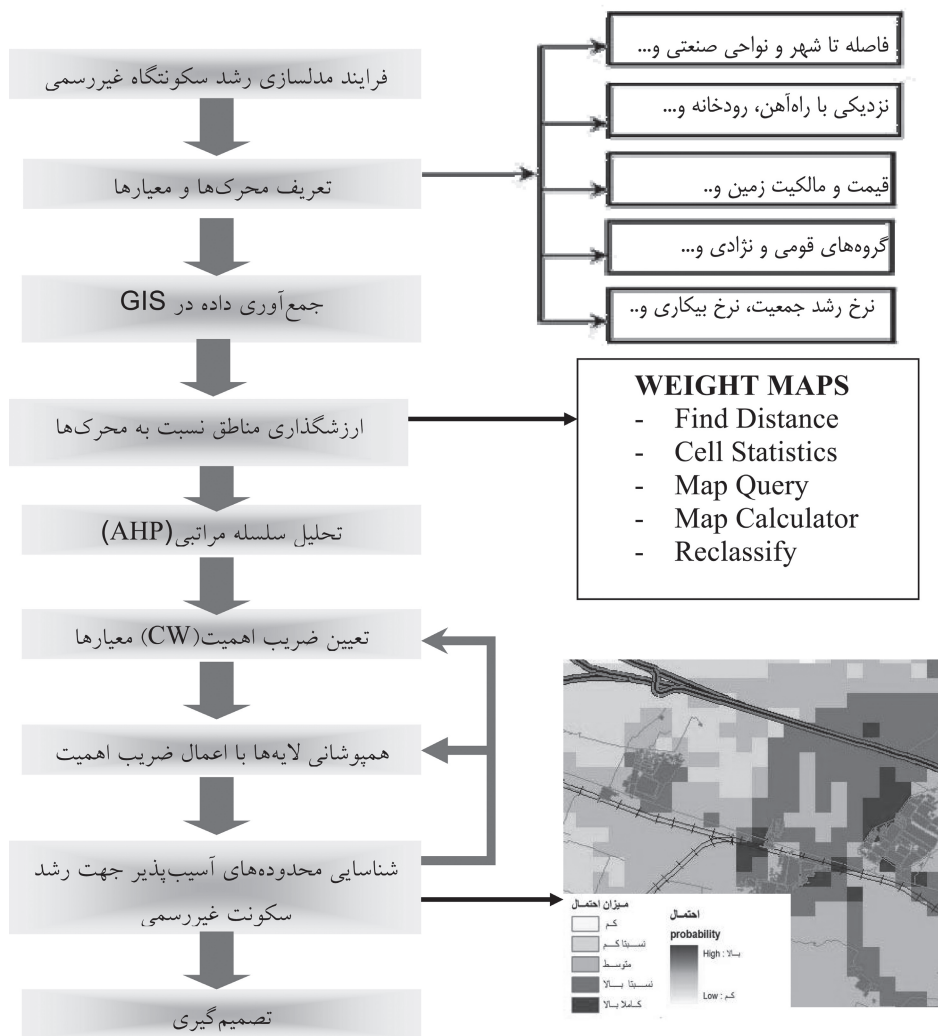 فرایند مدلسازی رشد سکونتگاه غیررسمی
تعریف محرک‌ها و معیارها
فاصله تا شهر و نواحی صنعتی و...
نزدیکی با راه‌آهن، رودخانه و...
قیمت و مالکیت زمین و..
گروه‌های قومی و نژادی و...
نرخ رشد جمعیت، نرخ بیکاری و..
جمع‌آوری داده در GIS
ارزشگذاری مناطق نسبت به محرک‌ها
WEIGHT MAPS
- Find Distance
- Cell Statistics
- Map Query
- Map Calculator
- Reclassify
تحلیل سلسله مراتبی(AHP)
تعیین ضریب اهمیت(CW) معیارها
همپوشانی لایه‌ها با اعمال ضریب اهمیت
شناسایی محدوده‌های آسیب‌پذیر جهت رشد
سکونت غیررسمی
میزان احتمال
کم
نسبتا کم
متوسط
نسبتا بالا
کاملا بالا
احتمال
probability
High : بالا
Low : کم
تصمیم‌گیری